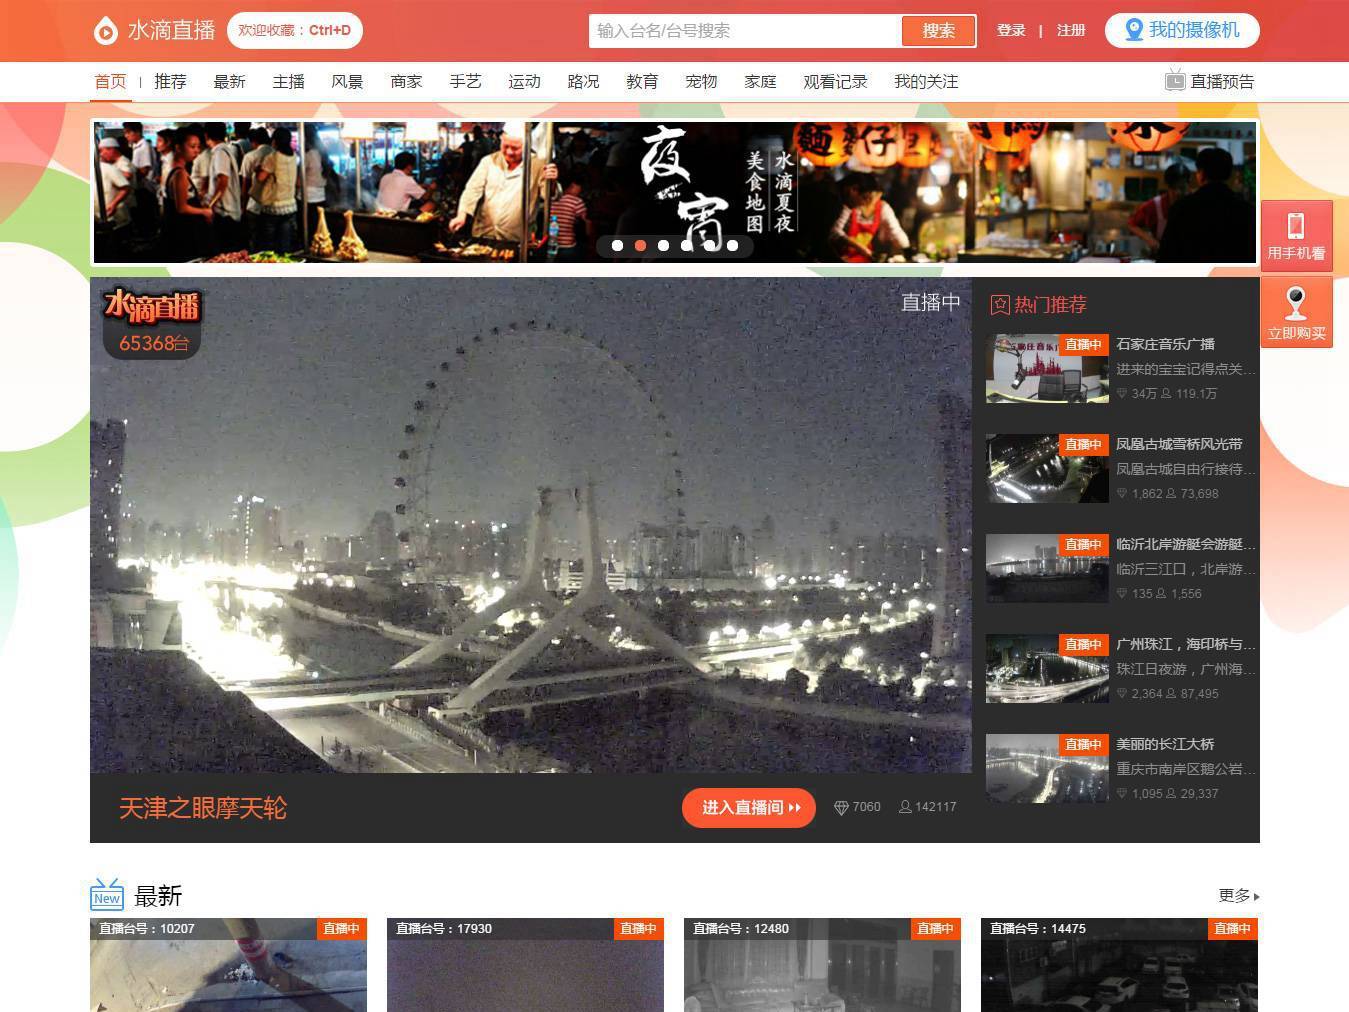 水滴直播
欢迎收藏：Ctrl+D
输入台名/台号搜索
搜索
登录 | 注册
我的摄像机
首页 | 推荐 最新 主播 风景 商家 手艺 运动 路况 教育 宠物 家庭 观看记录 我的关注
直播预告
夜宵
水滴夏夜
美食地图
麵 仔
用手机看
立即购买
水滴直播
65368台
直播中
热门推荐
直播中
石家庄音乐广播
进来的宝宝记得点关...
34万 119.1万
直播中
凤凰古城雪桥风光带
凤凰古城自由行接待...
1,862 73,698
直播中
临沂北岸游艇会游艇...
临沂三江口，北岸游...
135 1,556
直播中
广州珠江，海印桥与...
珠江日夜游，广州海...
2,364 87,495
直播中
美丽的长江大桥
重庆市南岸区鹅公岩...
1,095 29,337
天津之眼摩天轮
进入直播间
7060 142117
New 最新
更多
直播台号：10207 直播中
直播台号：17930 直播中
直播台号：12480 直播中
直播台号：14475 直播中